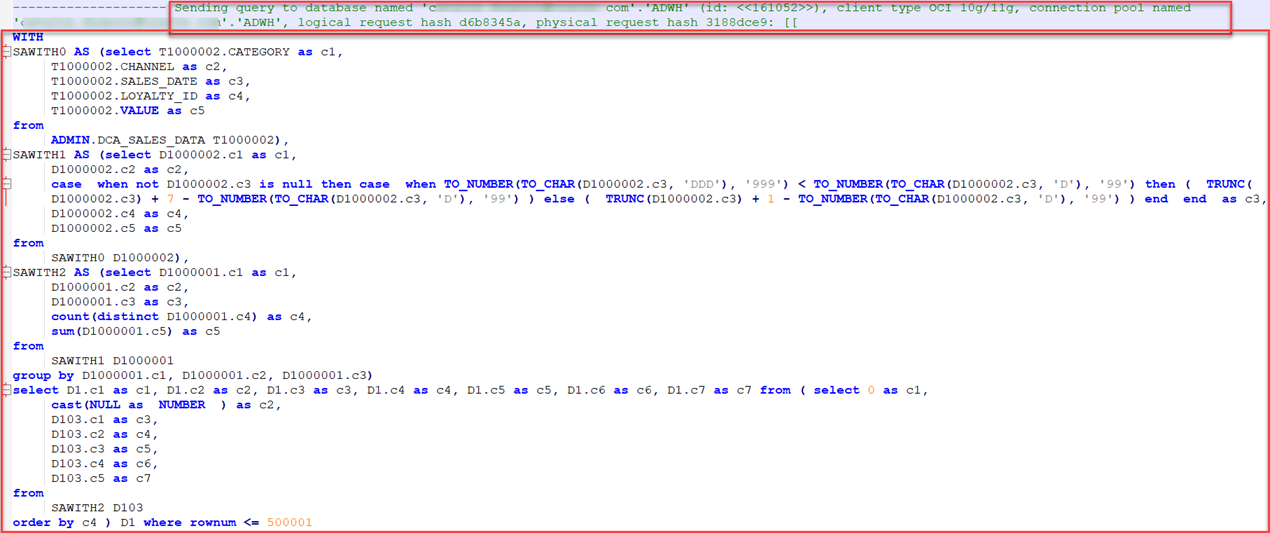 -------------------- Sending query to database named 'c com'.'ADWH' (id: <<161052>>), client type OCI 10g/11g, connection pool named
'c '.'ADWH', logical request hash d6b8345a, physical request hash 3188dce9: [[
WITH
SAWITH0 AS (select T1000002.CATEGORY as c1,
T1000002.CHANNEL as c2,
T1000002.SALES_DATE as c3,
T1000002.LOYALTY_ID as c4,
T1000002.VALUE as c5
from
ADMIN.DCA_SALES_DATA T1000002),
SAWITH1 AS (select D1000002.c1 as c1,
D1000002.c2 as c2,
case  when not D1000002.c3 is null then case  when TO_NUMBER(TO_CHAR(D1000002.c3, 'DDD'), '999') < TO_NUMBER(TO_CHAR(D1000002.c3, 'D'), '99') then (  TRUNC(
D1000002.c3) + 7 - TO_NUMBER(TO_CHAR(D1000002.c3, 'D'), '99') ) else (  TRUNC(D1000002.c3) + 1 - TO_NUMBER(TO_CHAR(D1000002.c3, 'D'), '99') ) end  end  as c3,
D1000002.c4 as c4,
D1000002.c5 as c5
from
SAWITH0 D1000002),
SAWITH2 AS (select D1000001.c1 as c1,
D1000001.c2 as c2,
D1000001.c3 as c3,
count(distinct D1000001.c4) as c4,
sum(D1000001.c5) as c5
from
SAWITH1 D1000001
group by D1000001.c1, D1000001.c2, D1000001.c3)
select D1.c1 as c1, D1.c2 as c2, D1.c3 as c3, D1.c4 as c4, D1.c5 as c5, D1.c6 as c6, D1.c7 as c7 from ( select 0 as c1,
cast(NULL as  NUMBER  ) as c2,
D103.c1 as c3,
D103.c2 as c4,
D103.c3 as c5,
D103.c4 as c6,
D103.c5 as c7
from
SAWITH2 D103
order by c4 ) D1 where rownum <= 500001